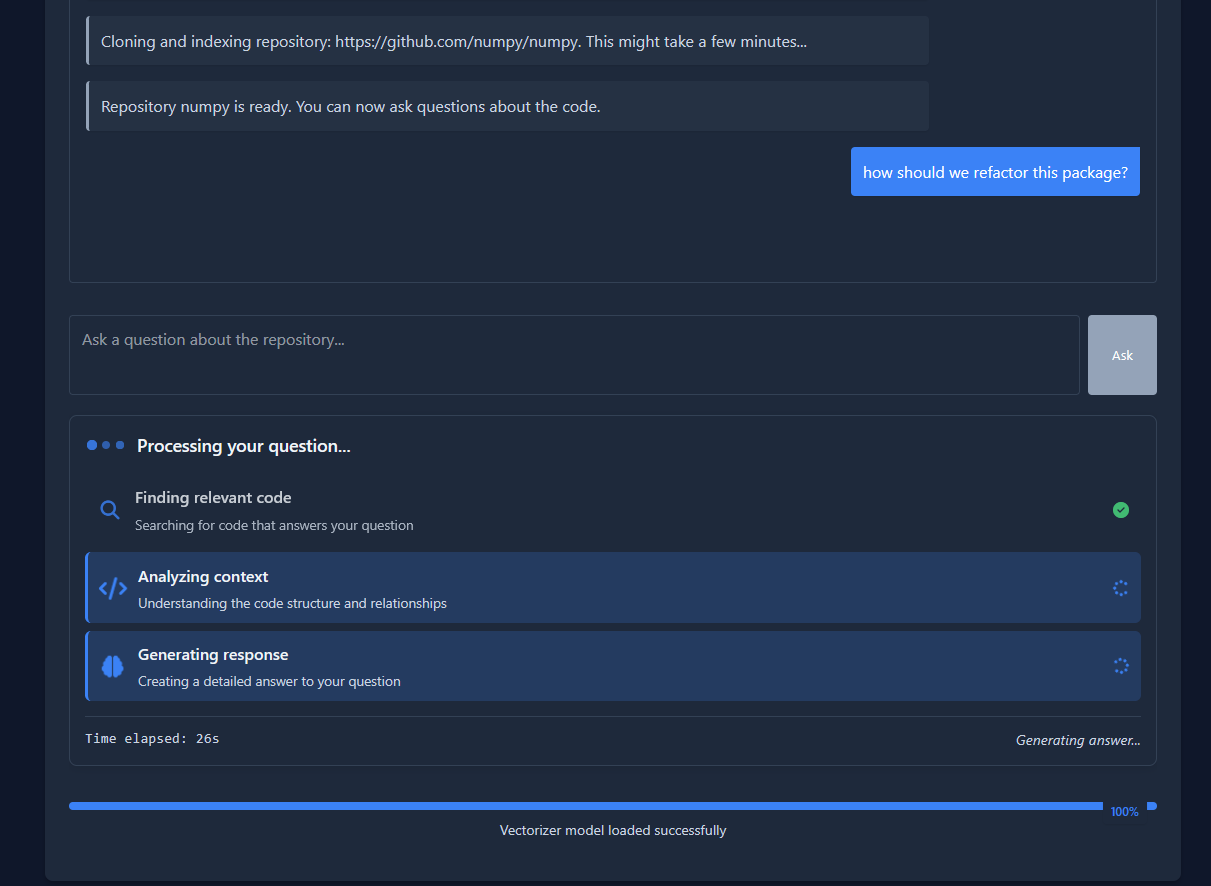 Cloning and indexing repository: https://github.com/numpy/numpy. This might take a few minutes...
Repository numpy is ready. You can now ask questions about the code.
how should we refactor this package?
Ask a question about the repository...
Ask
Processing your question...
Finding relevant code
Searching for code that answers your question
Analyzing context
Understanding the code structure and relationships
Generating response
Creating a detailed answer to your question
Time elapsed: 26s
Generating answer...
100%
Vectorizer model loaded successfully